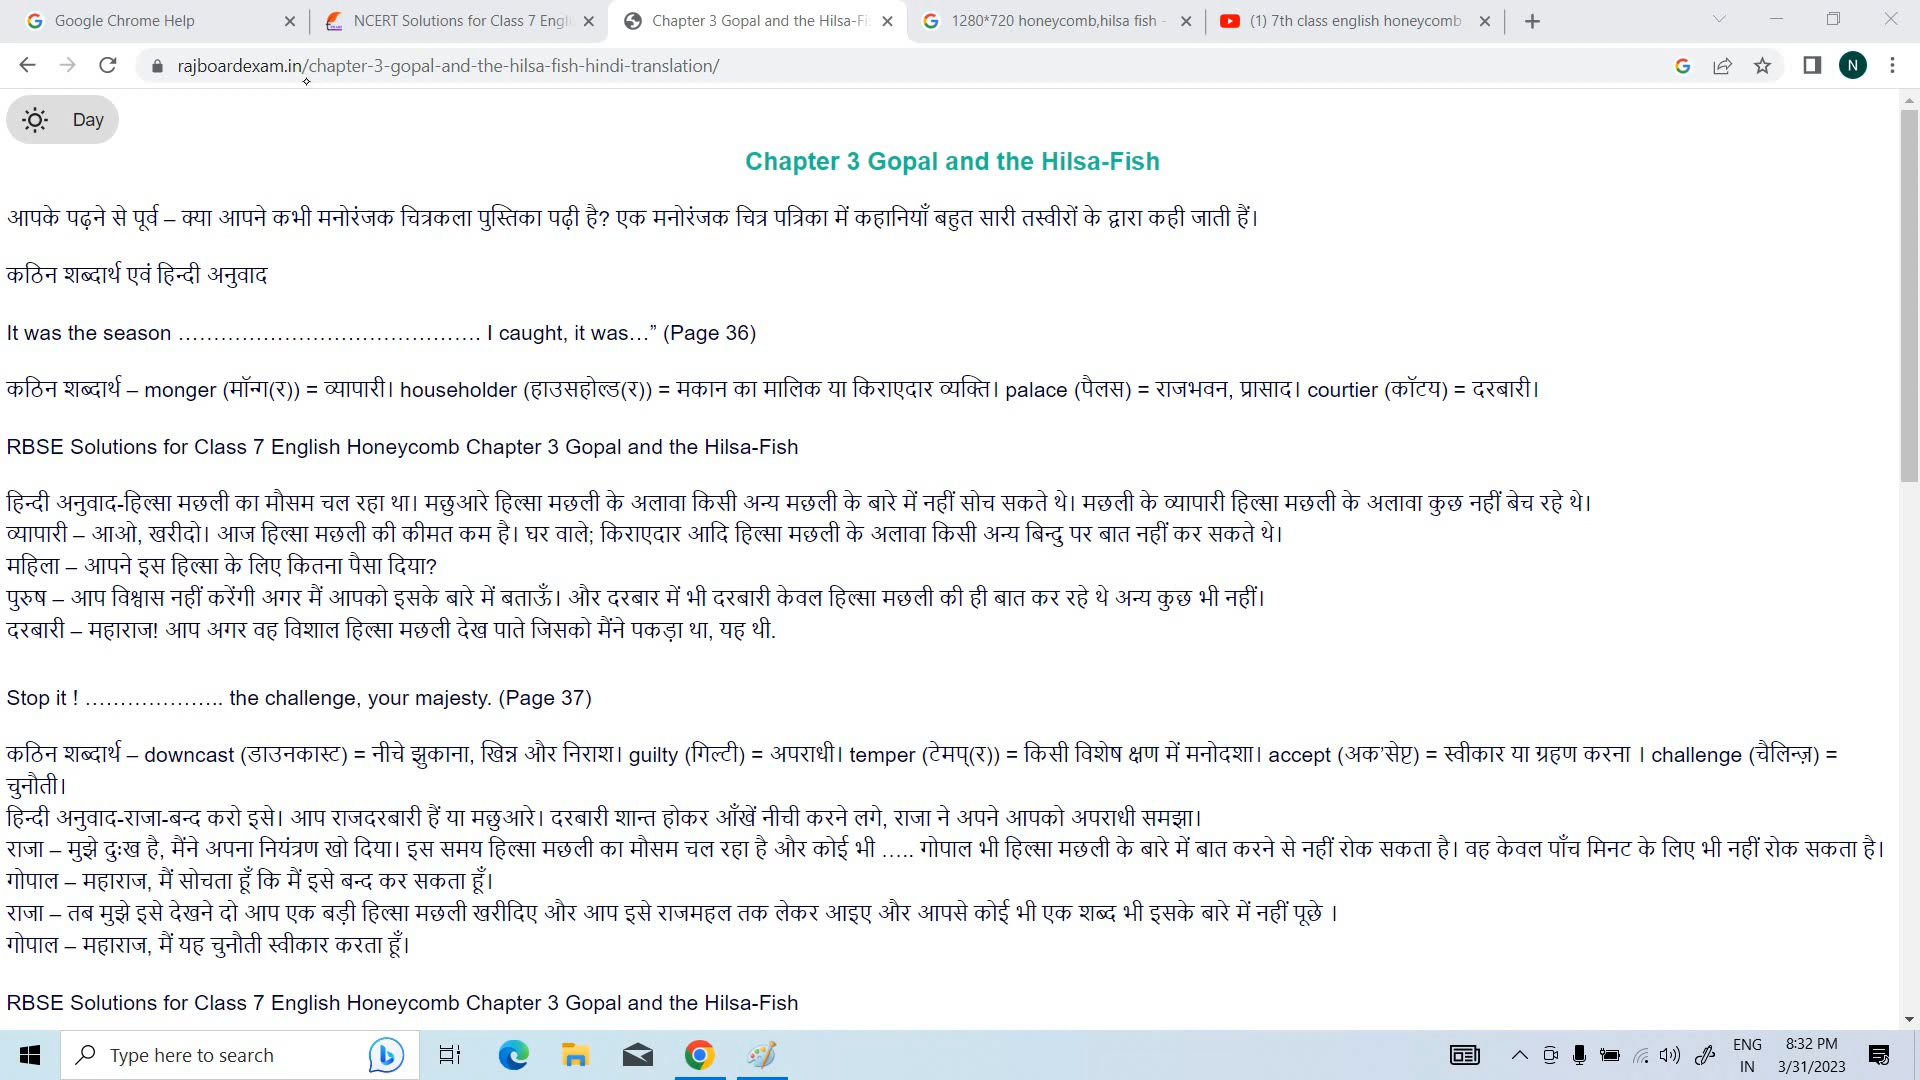 Google Chrome Help
NCERT Solutions for Class 7 Engli
Chapter 3 Gopal and the Hilsa-Fi
1280*720 honeycomb,hilsa fish -
(1) 7th class english honeycomb
rajboardexam.in/chapter-3-gopal-and-the-hilsa-fish-hindi-translation/
N
Day
Chapter 3 Gopal and the Hilsa-Fish
आपके पढ़ने से पूर्व – क्या आपने कभी मनोरंजक चित्रकला पुस्तिका पढ़ी है? एक मनोरंजक चित्र पत्रिका में कहानियाँ बहुत सारी तस्वीरों के द्वारा कही जाती हैं।
कठिन शब्दार्थ एवं हिन्दी अनुवाद
It was the season ……………………………………. I caught, it was…” (Page 36)
कठिन शब्दार्थ – monger (मॉन्ग(र)) = व्यापारी। householder (हाउसहोल्ड(र)) = मकान का मालिक या किराएदार व्यक्ति। palace (पैलस) = राजभवन, प्रासाद। courtier (कॉटय) = दरबारी।
RBSE Solutions for Class 7 English Honeycomb Chapter 3 Gopal and the Hilsa-Fish
हिन्दी अनुवाद-हिल्सा मछली का मौसम चल रहा था। मछुआरे हिल्सा मछली के अलावा किसी अन्य मछली के बारे में नहीं सोच सकते थे। मछली के व्यापारी हिल्सा मछली के अलावा कुछ नहीं बेच रहे थे।
व्यापारी – आओ, खरीदो। आज हिल्सा मछली की कीमत कम है। घर वाले; किराएदार आदि हिल्सा मछली के अलावा किसी अन्य बिन्दु पर बात नहीं कर सकते थे।
महिला – आपने इस हिल्सा के लिए कितना पैसा दिया?
पुरुष – आप विश्वास नहीं करेंगी अगर मैं आपको इसके बारे में बताऊँ। और दरबार में भी दरबारी केवल हिल्सा मछली की ही बात कर रहे थे अन्य कुछ भी नहीं।
दरबारी – महाराज! आप अगर वह विशाल हिल्सा मछली देख पाते जिसको मैंने पकड़ा था, यह थी.
Stop it ! ……………….. the challenge, your majesty. (Page 37)
कठिन शब्दार्थ – downcast (डाउनकास्ट) = नीचे झुकाना, खिन्न और निराश। guilty (गिल्टी) = अपराधी। temper (टेमप्(र)) = किसी विशेष क्षण में मनोदशा। accept (अक'सेप्ट) = स्वीकार या ग्रहण करना । challenge (चैलिन्ज़) =
चुनौती।
हिन्दी अनुवाद-राजा-बन्द करो इसे। आप राजदरबारी हैं या मछुआरे। दरबारी शान्त होकर आँखें नीची करने लगे, राजा ने अपने आपको अपराधी समझा।
राजा – मुझे दुःख है, मैंने अपना नियंत्रण खो दिया। इस समय हिल्सा मछली का मौसम चल रहा है और कोई भी ….. गोपाल भी हिल्सा मछली के बारे में बात करने से नहीं रोक सकता है। वह केवल पाँच मिनट के लिए भी नहीं रोक सकता है।
गोपाल – महाराज, मैं सोचता हूँ कि मैं इसे बन्द कर सकता हूँ।
राजा – तब मुझे इसे देखने दो आप एक बड़ी हिल्सा मछली खरीदिए और आप इसे राजमहल तक लेकर आइए और आपसे कोई भी एक शब्द भी इसके बारे में नहीं पूछे ।
गोपाल – महाराज, मैं यह चुनौती स्वीकार करता हूँ।
RBSE Solutions for Class 7 English Honeycomb Chapter 3 Gopal and the Hilsa-Fish
Type here to search
ENG
IN
8:32 PM
3/31/2023